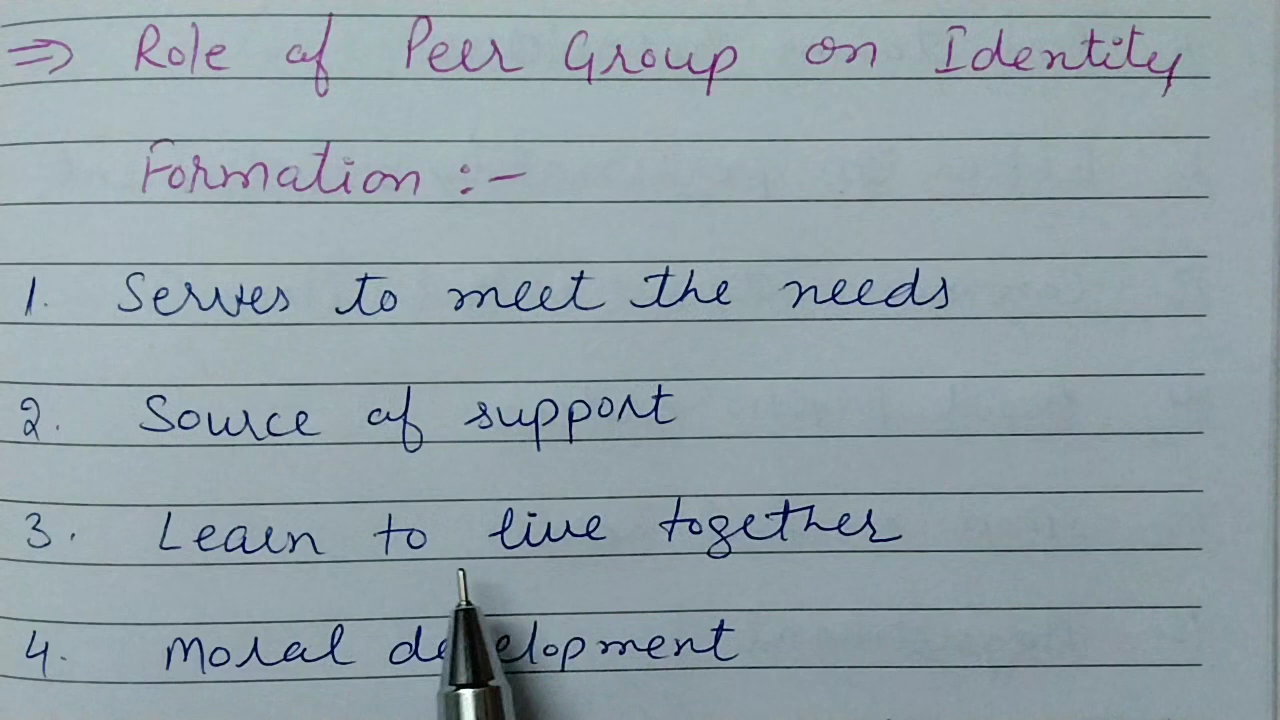 ⇒ Role of Peer Group on Identity
Formation :-
1. Serves to meet the needs
2. Source of support
3. Learn to live together
4. Moral development